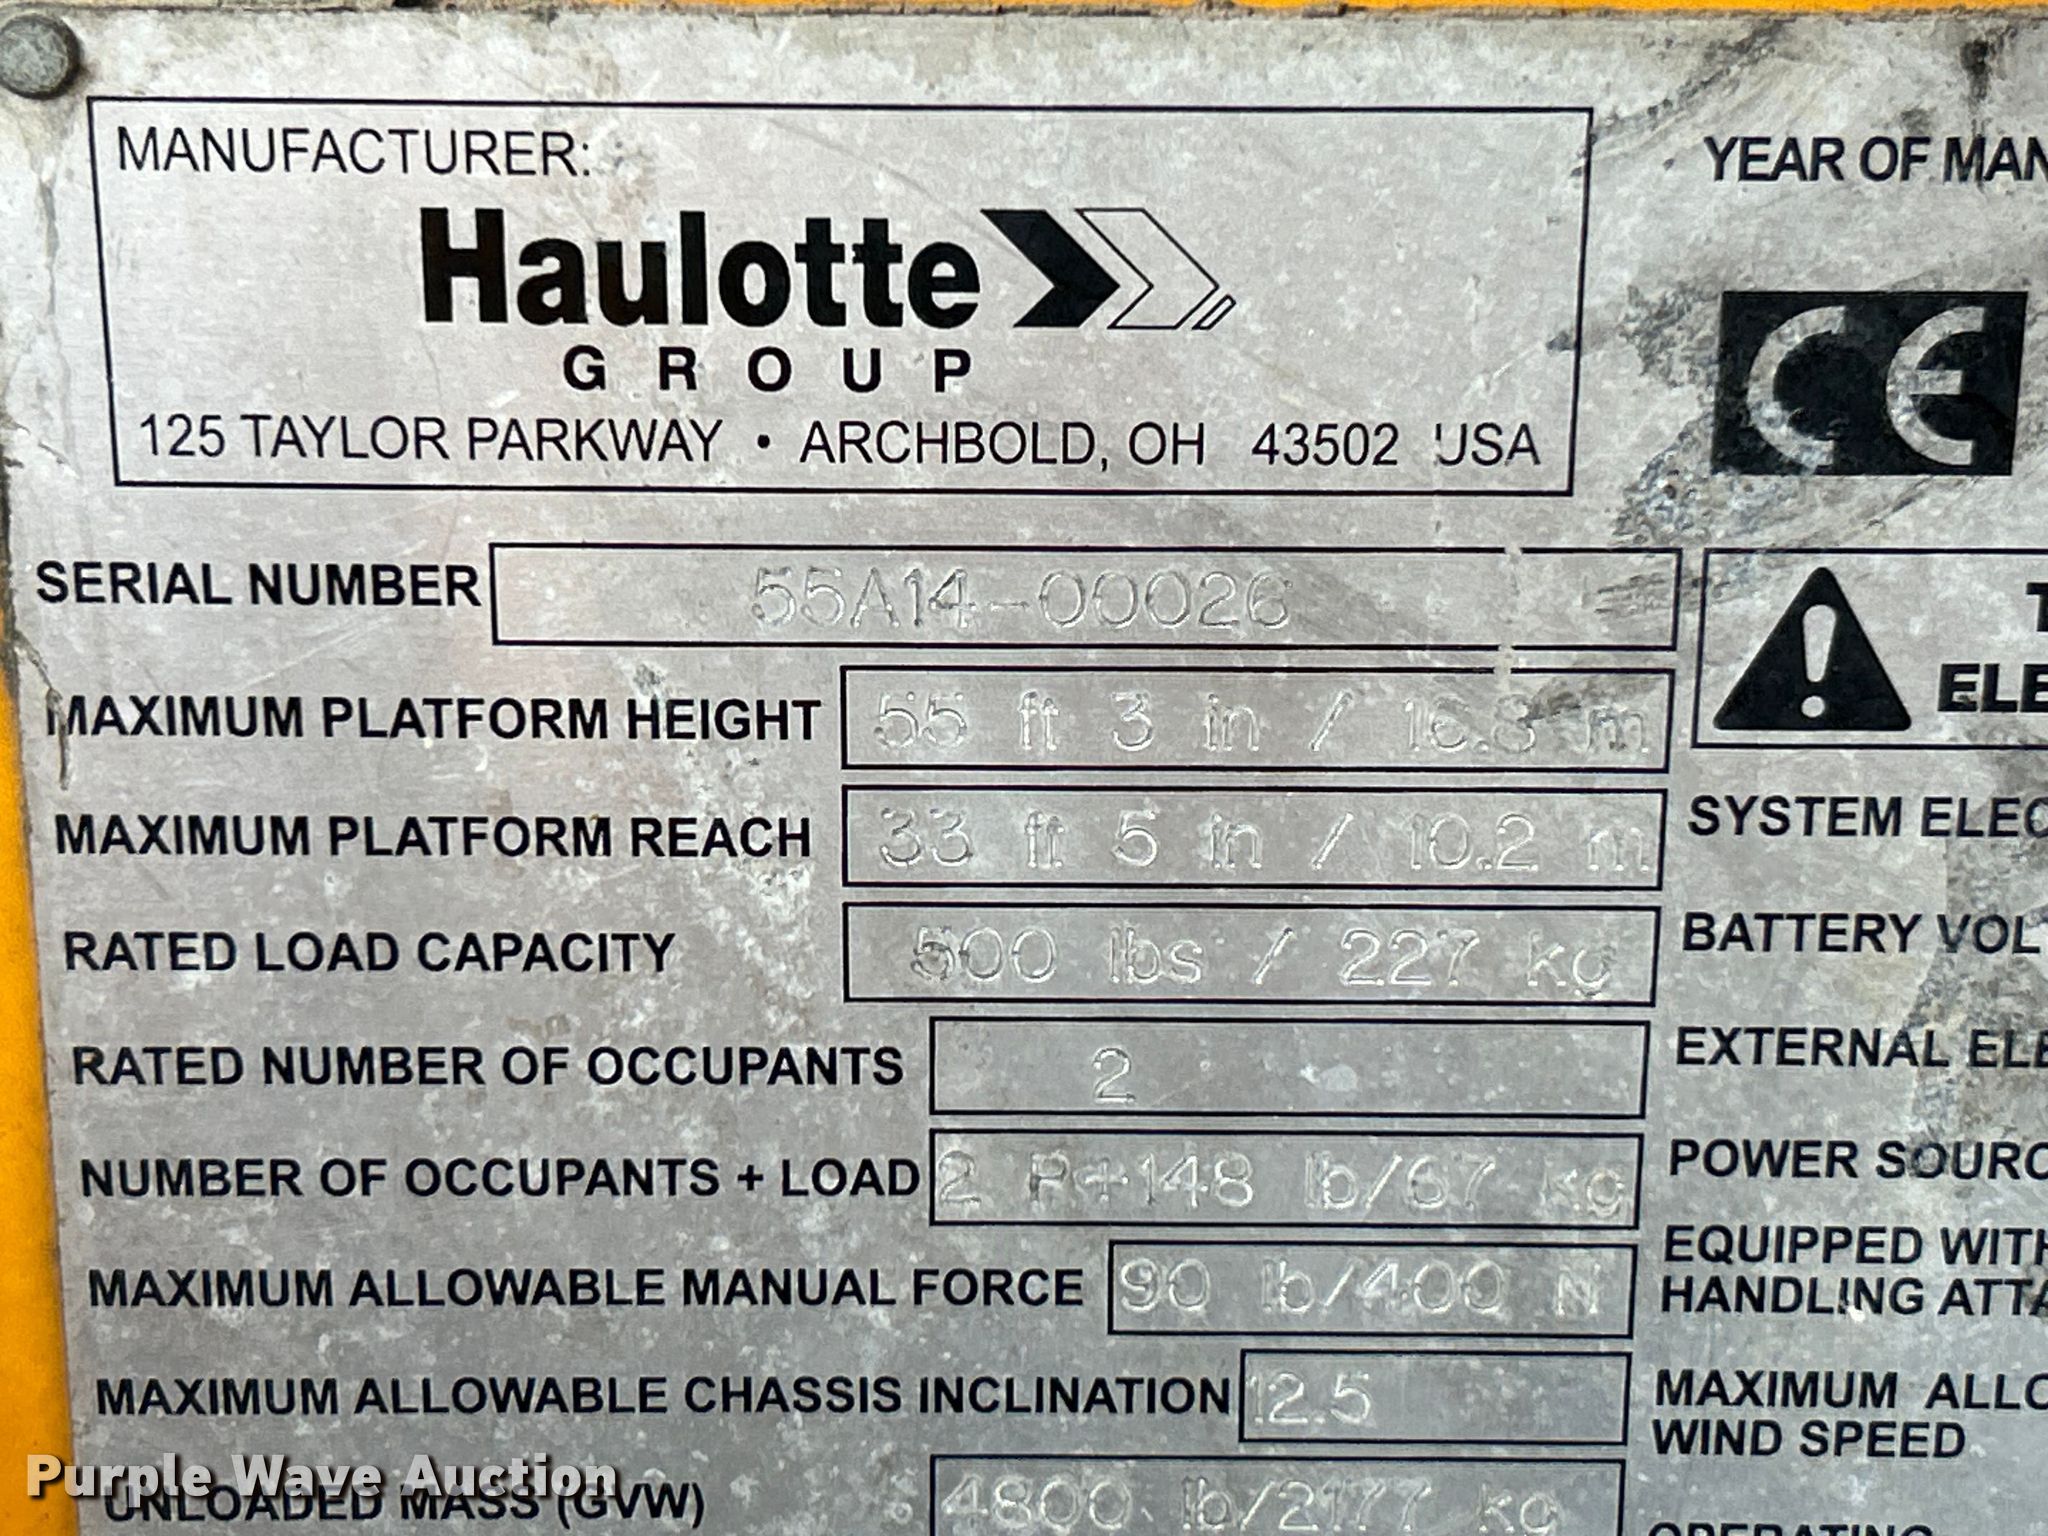 MANUFACTURER:
Haulotte
GROUP
125 TAYLOR PARKWAY • ARCHBOLD, OH 43502 USA
SERIAL NUMBER 55A14-00026
MAXIMUM PLATFORM HEIGHT 55 ft 3 in / 16.8 m
MAXIMUM PLATFORM REACH 33 ft 5 in / 10.2 m
RATED LOAD CAPACITY 500 lbs / 227 kg
RATED NUMBER OF OCCUPANTS 2
NUMBER OF OCCUPANTS + LOAD 2 P+148 lb/67 kg
MAXIMUM ALLOWABLE MANUAL FORCE 90 lb/400 N
MAXIMUM ALLOWABLE CHASSIS INCLINATION 12.5
UNLOADED MASS (GVW) 4800 lb/2177 kg
YEAR OF MAN
CE
T
ELE
SYSTEM ELEC
BATTERY VOL
EXTERNAL ELE
POWER SOURC
EQUIPPED WITH
HANDLING ATTA
MAXIMUM ALLO
WIND SPEED
OPERATING
Purple Wave Auction